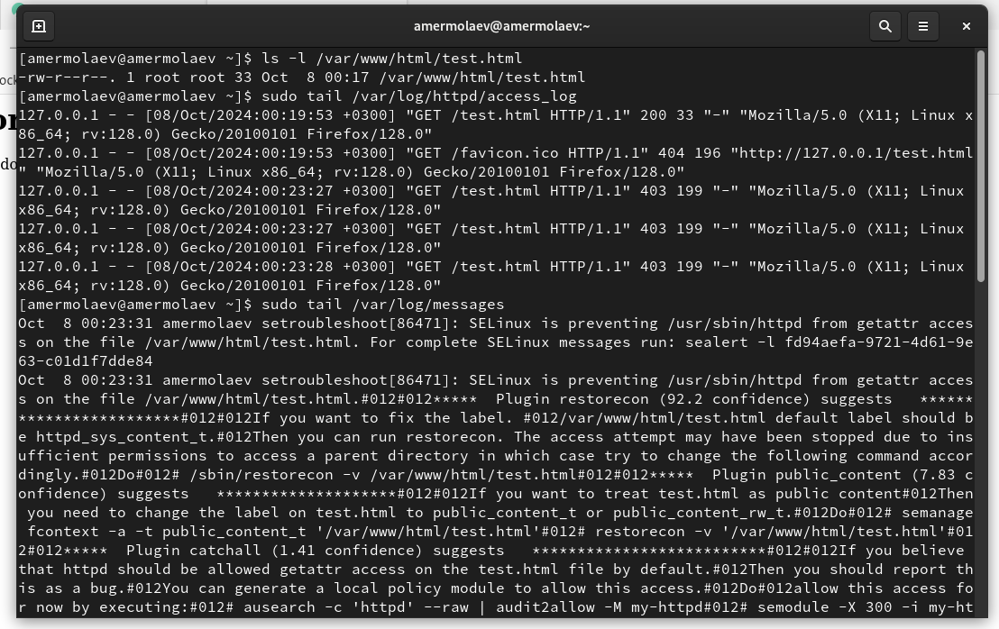 amermolaev@amermolaev:~
[amermolaev@amermolaev ~]$ ls -l /var/www/html/test.html
-rw-r--r--. 1 root root 33 Oct  8 00:17 /var/www/html/test.html
[amermolaev@amermolaev ~]$ sudo tail /var/log/httpd/access_log
127.0.0.1 - - [08/Oct/2024:00:19:53 +0300] "GET /test.html HTTP/1.1" 200 33 "-" "Mozilla/5.0 (X11; Linux x
86_64; rv:128.0) Gecko/20100101 Firefox/128.0"
127.0.0.1 - - [08/Oct/2024:00:19:53 +0300] "GET /favicon.ico HTTP/1.1" 404 196 "http://127.0.0.1/test.html
" "Mozilla/5.0 (X11; Linux x86_64; rv:128.0) Gecko/20100101 Firefox/128.0"
127.0.0.1 - - [08/Oct/2024:00:23:27 +0300] "GET /test.html HTTP/1.1" 403 199 "-" "Mozilla/5.0 (X11; Linux
x86_64; rv:128.0) Gecko/20100101 Firefox/128.0"
127.0.0.1 - - [08/Oct/2024:00:23:27 +0300] "GET /test.html HTTP/1.1" 403 199 "-" "Mozilla/5.0 (X11; Linux
x86_64; rv:128.0) Gecko/20100101 Firefox/128.0"
127.0.0.1 - - [08/Oct/2024:00:23:28 +0300] "GET /test.html HTTP/1.1" 403 199 "-" "Mozilla/5.0 (X11; Linux
x86_64; rv:128.0) Gecko/20100101 Firefox/128.0"
[amermolaev@amermolaev ~]$ sudo tail /var/log/messages
Oct  8 00:23:31 amermolaev setroubleshoot[86471]: SELinux is preventing /usr/sbin/httpd from getattr acces
s on the file /var/www/html/test.html. For complete SELinux messages run: sealert -l fd94aefa-9721-4d61-9e
63-c01d1f7dde84
Oct  8 00:23:31 amermolaev setroubleshoot[86471]: SELinux is preventing /usr/sbin/httpd from getattr acces
s on the file /var/www/html/test.html.#012#012*****  Plugin restorecon (92.2 confidence) suggests   ******
******************#012#012If you want to fix the label. #012/var/www/html/test.html default label should b
e httpd_sys_content_t.#012Then you can run restorecon. The access attempt may have been stopped due to ins
ufficient permissions to access a parent directory in which case try to change the following command accor
dingly.#012Do#012# /sbin/restorecon -v /var/www/html/test.html#012#012*****  Plugin public_content (7.83 c
onfidence) suggests   ********************#012#012If you want to treat test.html as public content#012Then
 you need to change the label on test.html to public_content_t or public_content_rw_t.#012Do#012# semanage
 fcontext -a -t public_content_t '/var/www/html/test.html'#012# restorecon -v '/var/www/html/test.html'#01
2#012*****  Plugin catchall (1.41 confidence) suggests   **************************#012#012If you believe
that httpd should be allowed getattr access on the test.html file by default.#012Then you should report th
is as a bug.#012You can generate a local policy module to allow this access.#012Do#012allow this access fo
r now by executing:#012# ausearch -c 'httpd' --raw | audit2allow -M my-httpd#012# semodule -X 300 -i my-ht